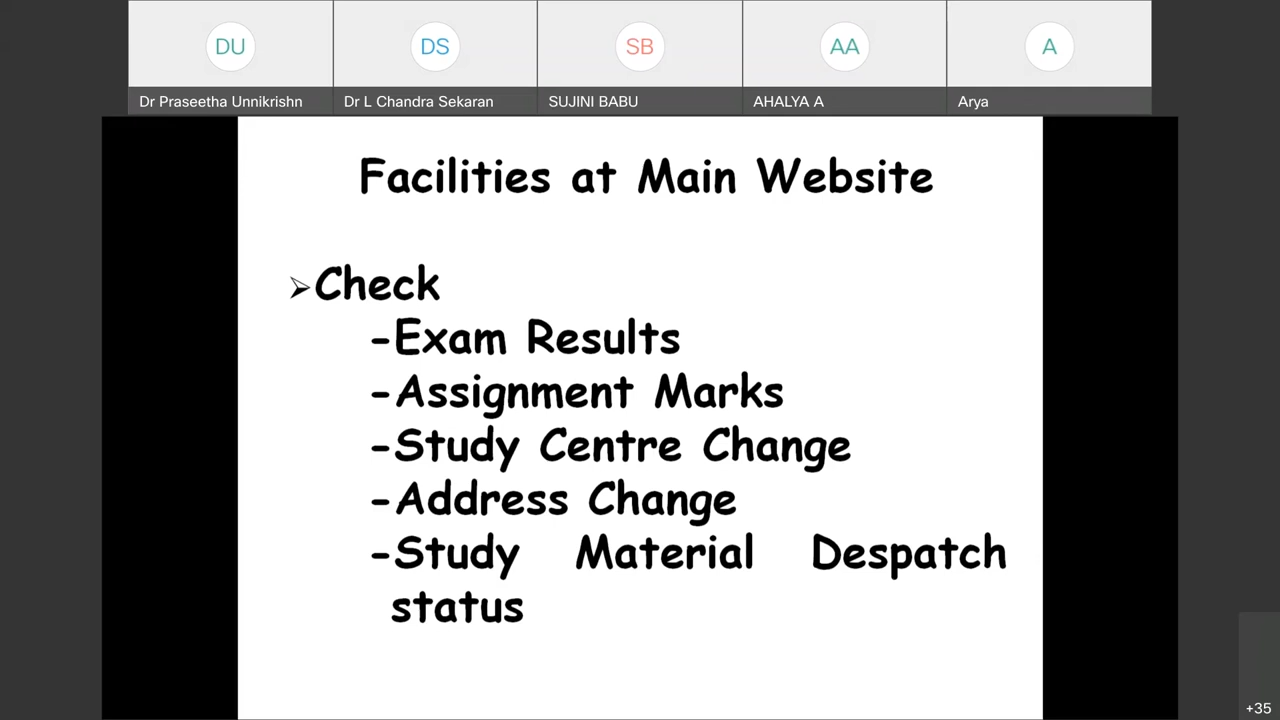 DU
DS
SB
AA
A
Dr Praseetha Unnikrishn
Dr L Chandra Sekaran
SUJINI BABU
AHALYA A
Arya
Facilities at Main Website
➢Check
-Exam Results
-Assignment Marks
-Study Centre Change
-Address Change
-Study Material Despatch
status
+35